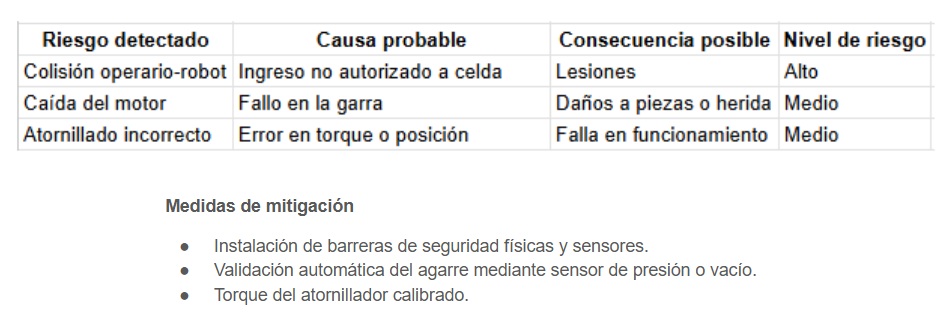 Riesgo detectado Causa probable Consecuencia posible Nivel de riesgo
Colisión operario-robot Ingreso no autorizado a celda Lesiones Alto
Caída del motor Fallo en la garra Daños a piezas o herida Medio
Atornillado incorrecto Error en torque o posición Falla en funcionamiento Medio
Medidas de mitigación
● Instalación de barreras de seguridad físicas y sensores.
● Validación automática del agarre mediante sensor de presión o vacío.
● Torque del atornillador calibrado.